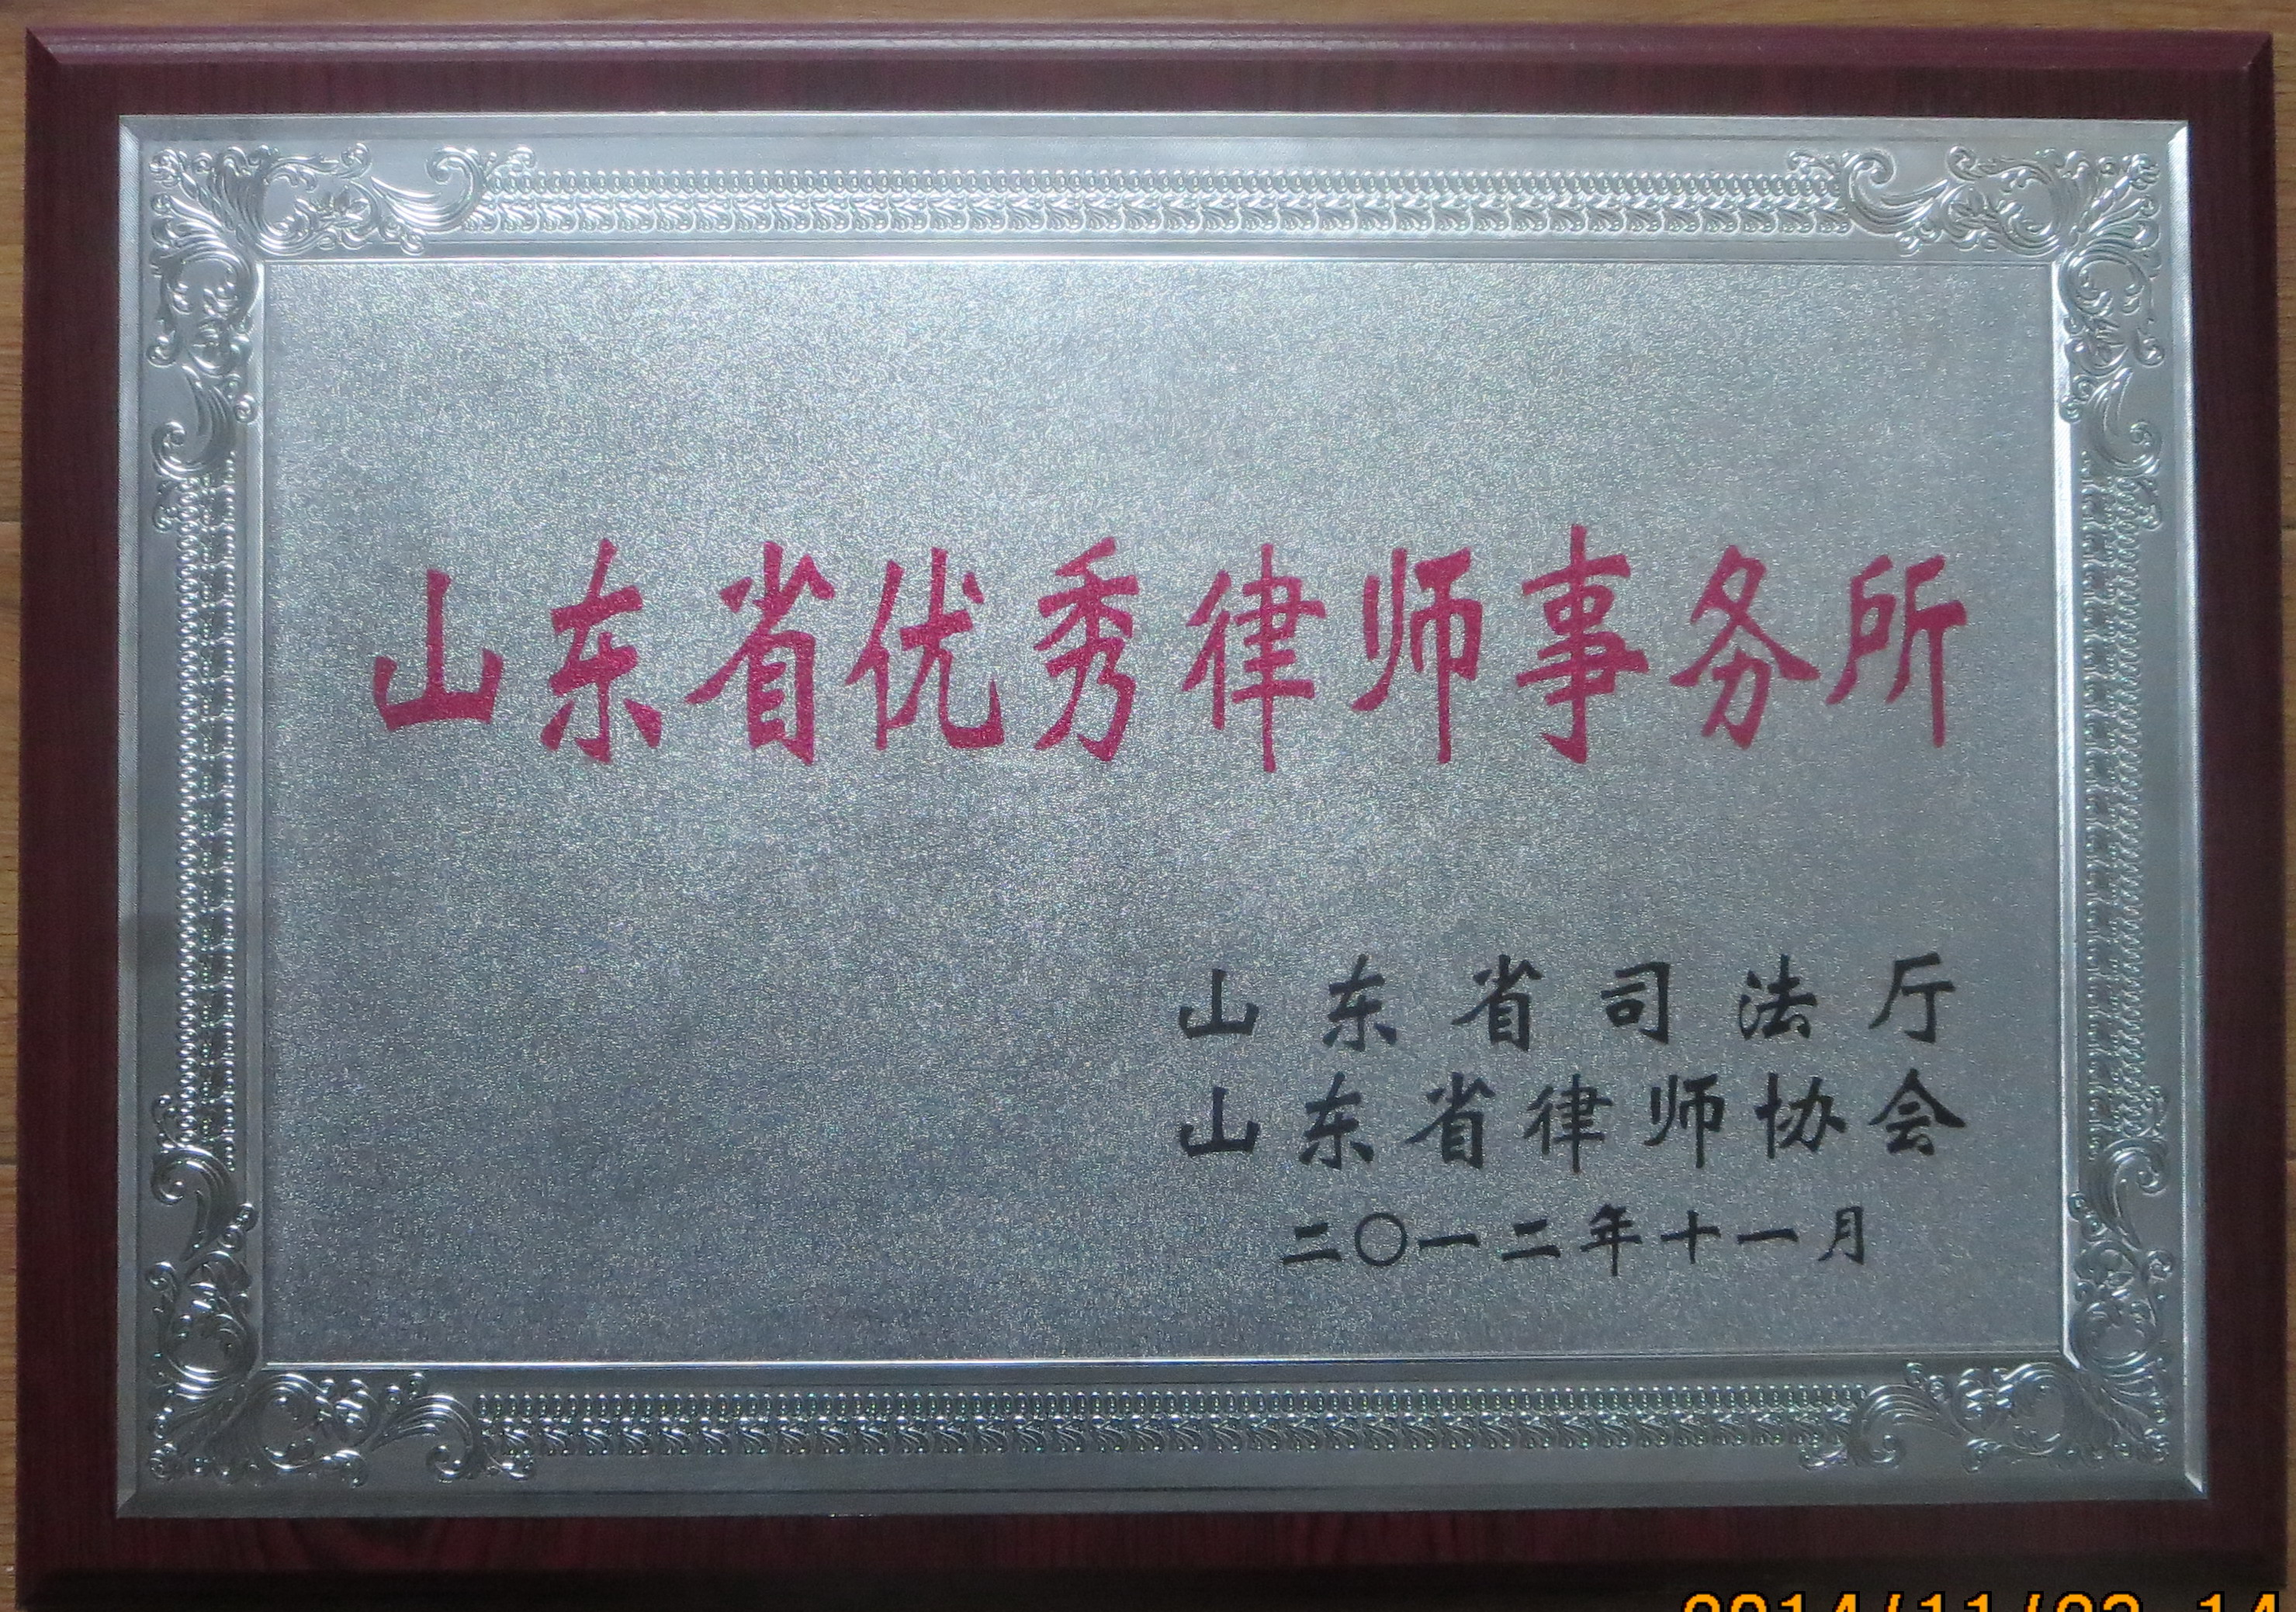 山东省优秀律师事务所
山东省司法厅
山东省律师协会
二〇一二年十一月